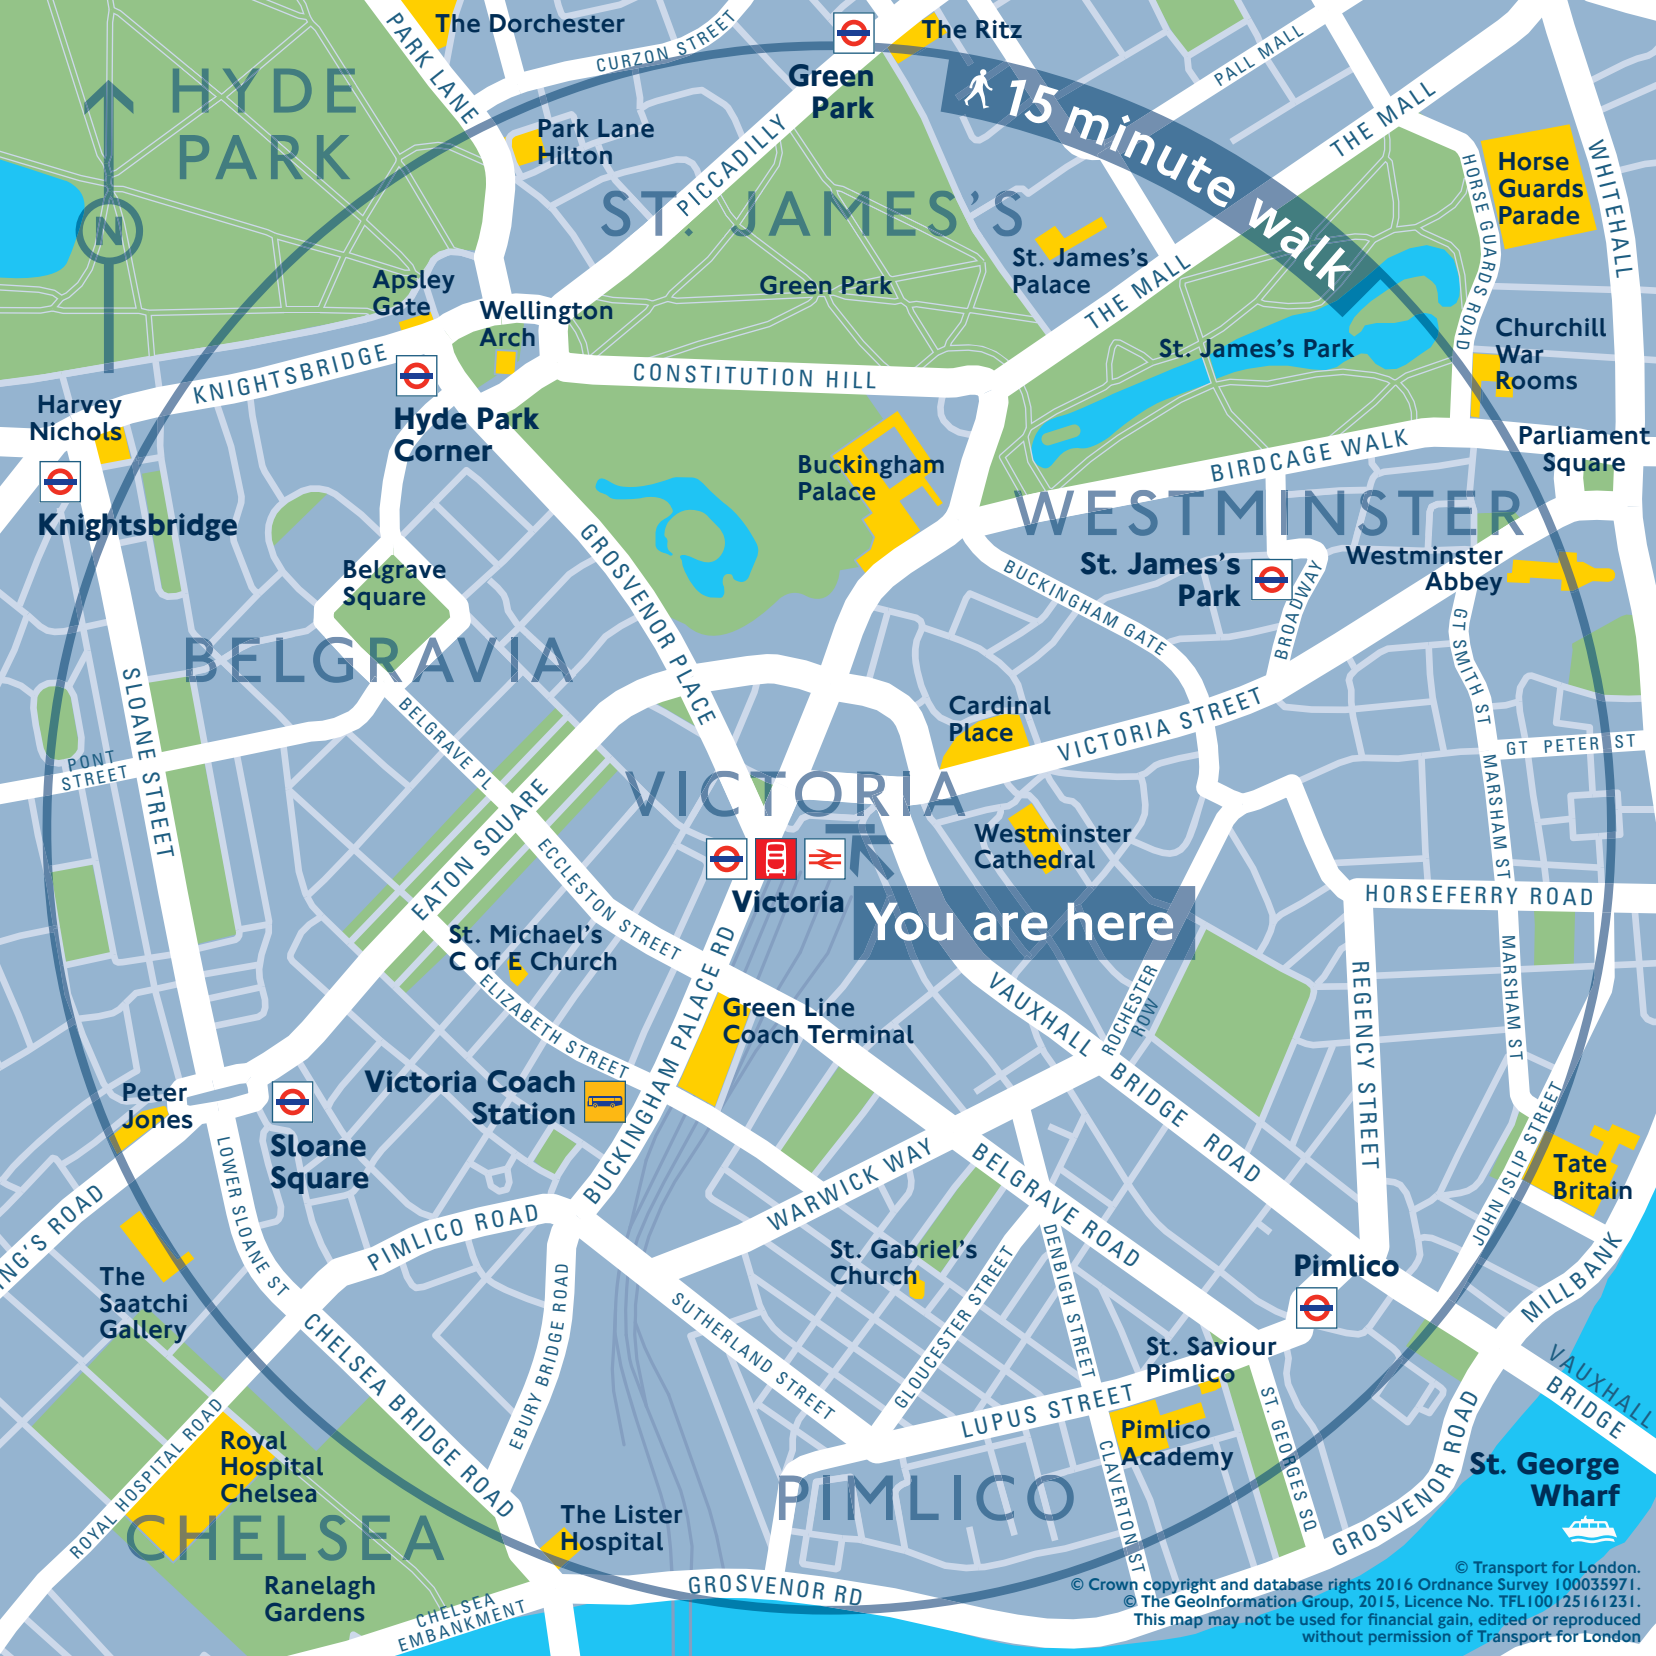 The Dorchester
PARK LANE
CURZON STREET
Green
Park
The Ritz
PALL MALL
15 minute walk
THE MALL
HYDE
PARK
N
Park Lane
Hilton
PICCADILLY
ST. JAMES'S
Green Park
St. James's
Palace
THE MALL
HORSE GUARDS ROAD
Horse
Guards
Parade
WHITEHALL
Apsley
Gate
Wellington
Arch
KNIGHTSBRIDGE
CONSTITUTION HILL
St. James's Park
Churchill
War
Rooms
Harvey
Nichols
Hyde Park
Corner
Buckingham
Palace
BIRDCAGE WALK
Parliament
Square
Knightsbridge
WESTMINSTER
GROSVENOR PLACE
BUCKINGHAM GATE
St. James's
Park
BROADWAY
Westminster
Abbey
Belgrave
Square
BELGRAVIA
GT SMITH ST
SLOANE STREET
BELGRAVE PL
Cardinal
Place
VICTORIA STREET
GT PETER ST
PONT
STREET
VICTORIA
EATON SQUARE
ECCLESTON STREET
Westminster
Cathedral
MARSHAM ST
Victoria
You are here
HORSEFERRY ROAD
St. Michael's
C of E Church
ELIZABETH STREET
BUCKINGHAM PALACE RD
Green Line
Coach Terminal
VAUXHALL BRIDGE ROAD
ROCHESTER
ROW
REGENCY STREET
MARSHAM ST
Victoria Coach
Station
Peter
Jones
Sloane
Square
LOWER SLOANE ST
KING'S ROAD
PIMLICO ROAD
WARWICK WAY
BELGRAVE ROAD
JOHN ISLIP STREET
Tate
Britain
The
Saatchi
Gallery
St. Gabriel's
Church
DENBIGH STREET
GLOUCESTER STREET
Pimlico
MILLBANK
CHELSEA BRIDGE ROAD
EBURY BRIDGE ROAD
SUTHERLAND STREET
St. Saviour
Pimlico
VAUXHALL
BRIDGE
LUPUS STREET
Pimlico
Academy
ST. GEORGES SQ
CLAVERTON ST
GROSVENOR ROAD
St. George
Wharf
ROYAL HOSPITAL ROAD
Royal
Hospital
Chelsea
PIMLICO
CHELSEA
The Lister
Hospital
Ranelagh
Gardens
CHELSEA
EMBANKMENT
GROSVENOR RD
© Transport for London.
© Crown copyright and database rights 2016 Ordnance Survey 100035971.
© The GeoInformation Group, 2015, Licence No. TFL100125161231.
This map may not be used for financial gain, edited or reproduced
without permission of Transport for London